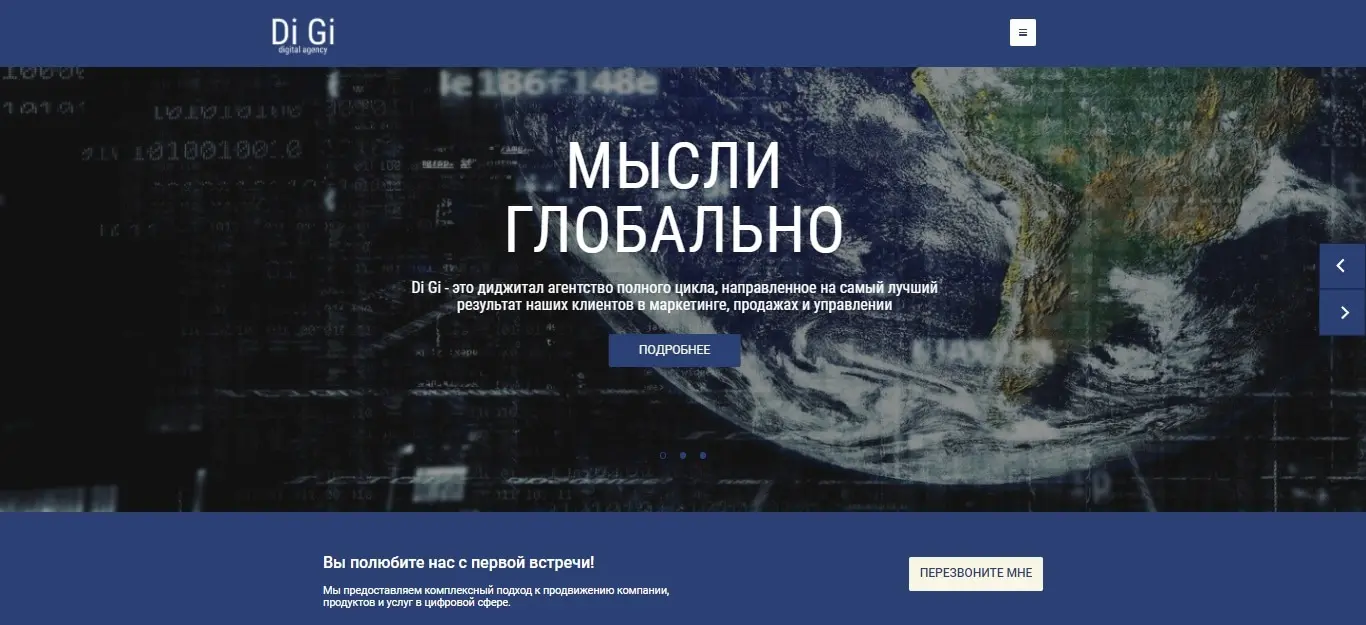 Di Gi
digital agency
1e186f148e
МЫСЛИ
ГЛОБАЛЬНО
Di Gi - это диджитал агентство полного цикла, направленное на самый лучший
результат наших клиентов в маркетинге, продажах и управлении
ПОДРОБНЕЕ
Вы полюбите нас с первой встречи!
ПЕРЕЗВОНИТЕ МНЕ
Мы предоставляем комплексный подход к продвижению компании,
продуктов и услуг в цифровой сфере.